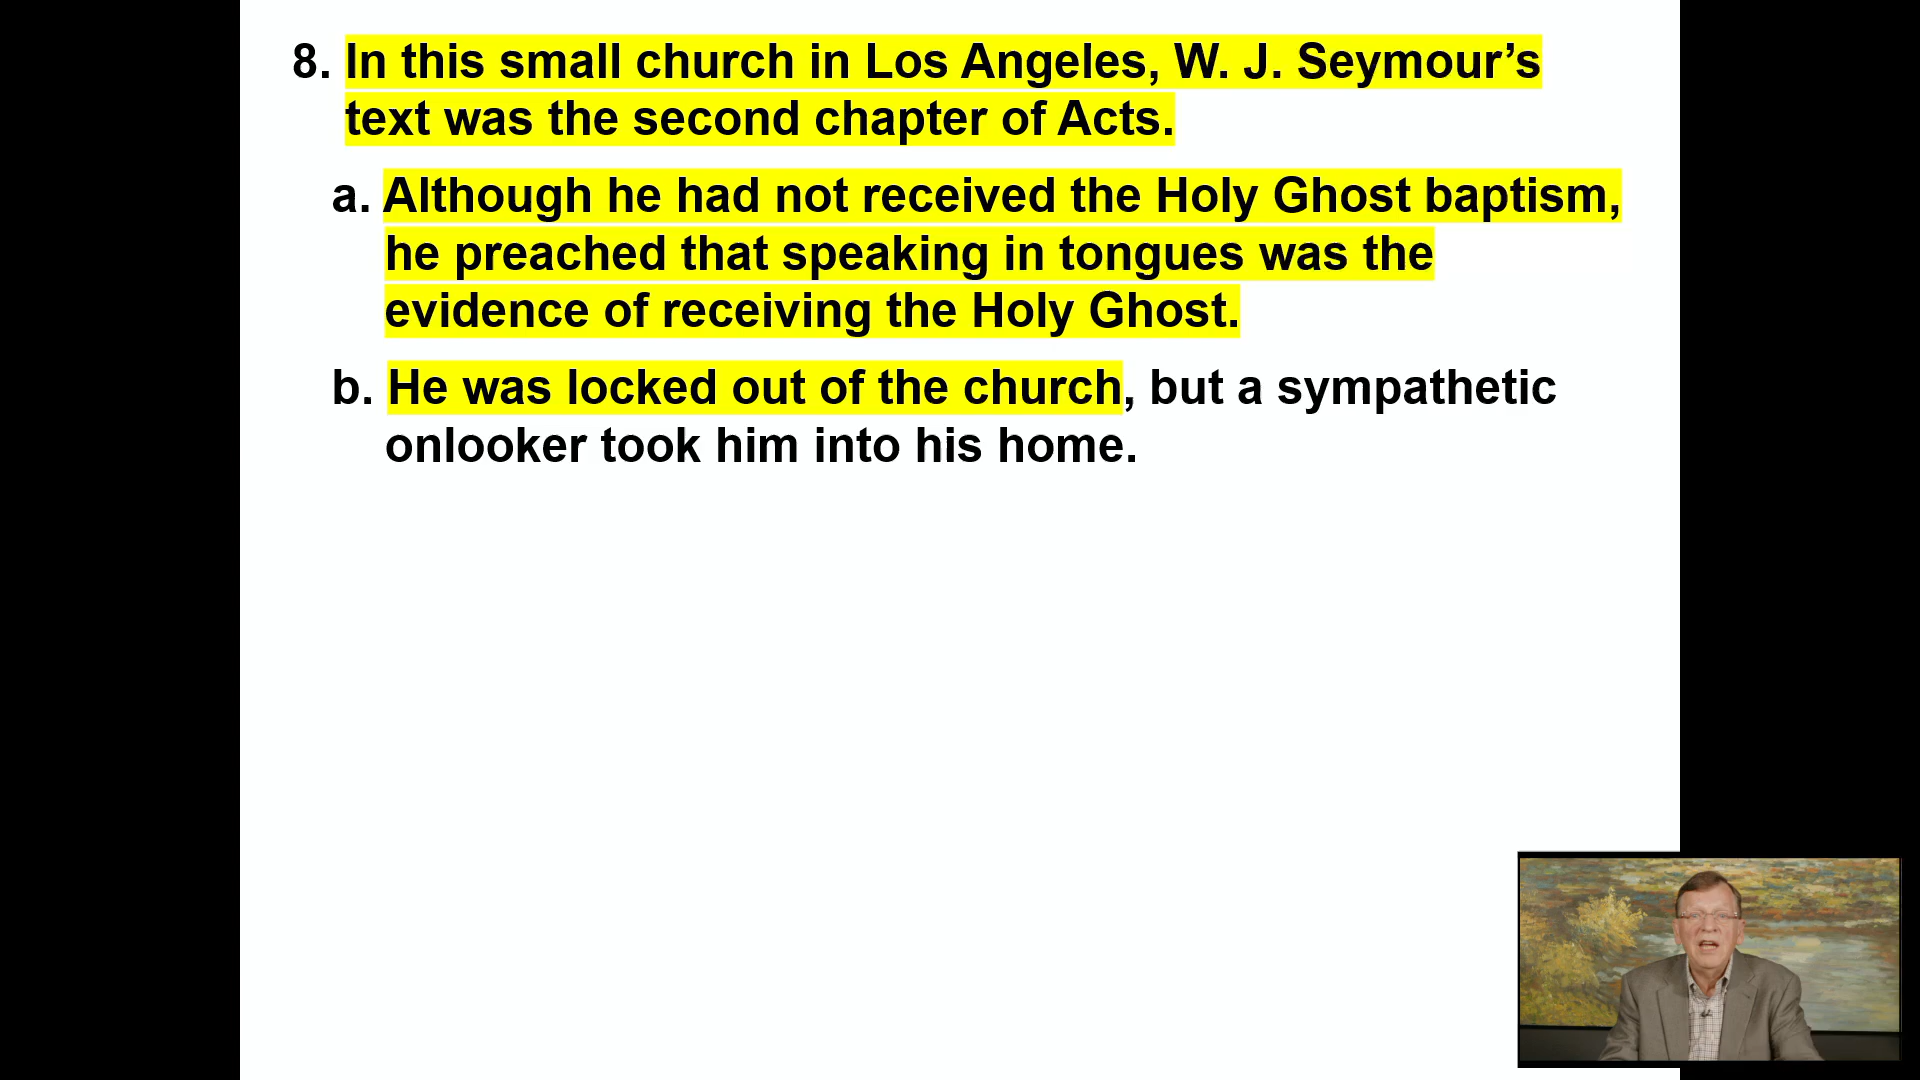 8. In this small church in Los Angeles, W. J. Seymour’s
text was the second chapter of Acts.
a. Although he had not received the Holy Ghost baptism,
he preached that speaking in tongues was the
evidence of receiving the Holy Ghost.
b. He was locked out of the church, but a sympathetic
onlooker took him into his home.